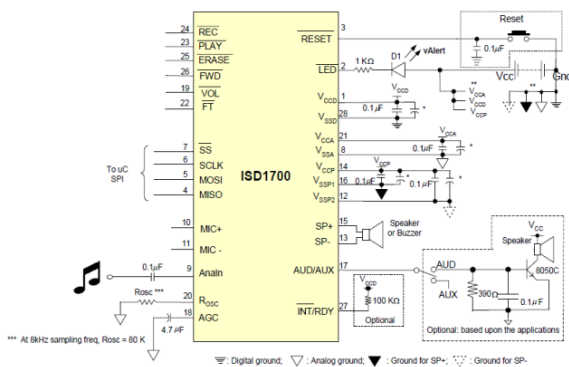 24 REC
23 PLAY
25 ERASE
26 FWD
19 VOL
22 FT
To uC
SPI
7 SS
6 SCLK
5 MOSI
4 MISO
10 MIC+
11 MIC -
0.1µF
9 AnaIn
Rosc ***
20 ROSC
18 AGC
4.7 µF
*** At 8kHz sampling freq, Rosc = 80 K
ISD1700
RESET 3
Reset
0.1µF
LED 2
1 KΩ
D1
vAlert
Vcc
Gnd
**
VCCA
VCCD
VCCP
**
VCCD 1
VCCD
0.1µF
*
VSSD 28
VCCA 21
VCCA
0.1µF
*
VSSA 8
VCCP 14
VCCP
0.1µF
*
0.1µF
*
VSSP1 16
VSSP2 12
SP+ 15
SP- 13
Speaker
or Buzzer
AUD/AUX 17
AUD
AUX
VCC
Speaker
8050C
390Ω
0.1µF
Optional: based upon the applications
INT/RDY 27
VCCD
100 KΩ
Optional
: Digital ground; : Analog ground; : Ground for SP+; : Ground for SP-